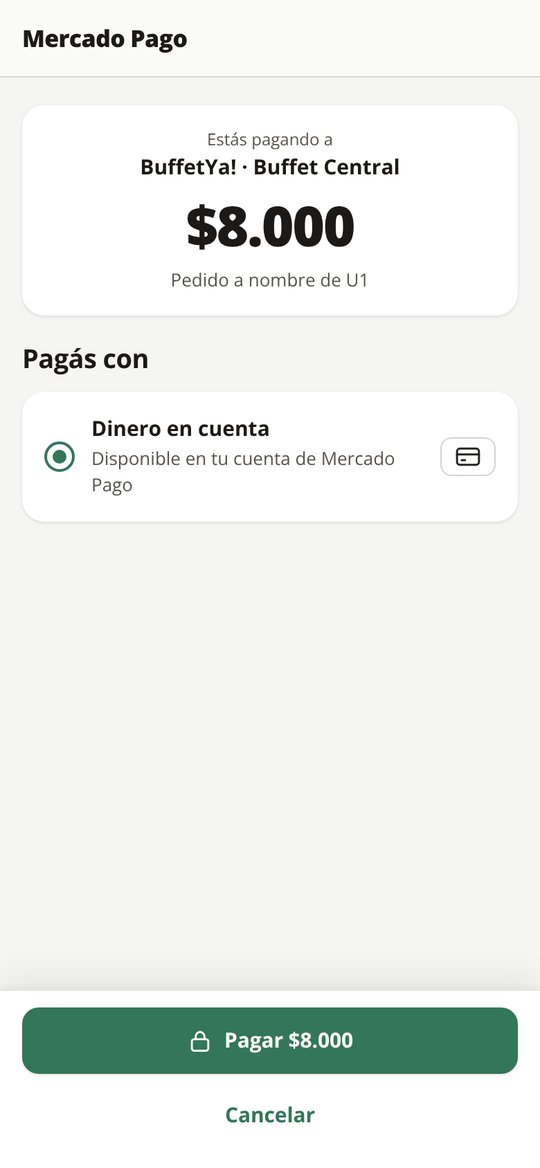 Mercado Pago
Estás pagando a
BuffetYa! · Buffet Central
$8.000
Pedido a nombre de U1
Pagás con
Dinero en cuenta
Disponible en tu cuenta de Mercado
Pago
Pagar $8.000
Cancelar